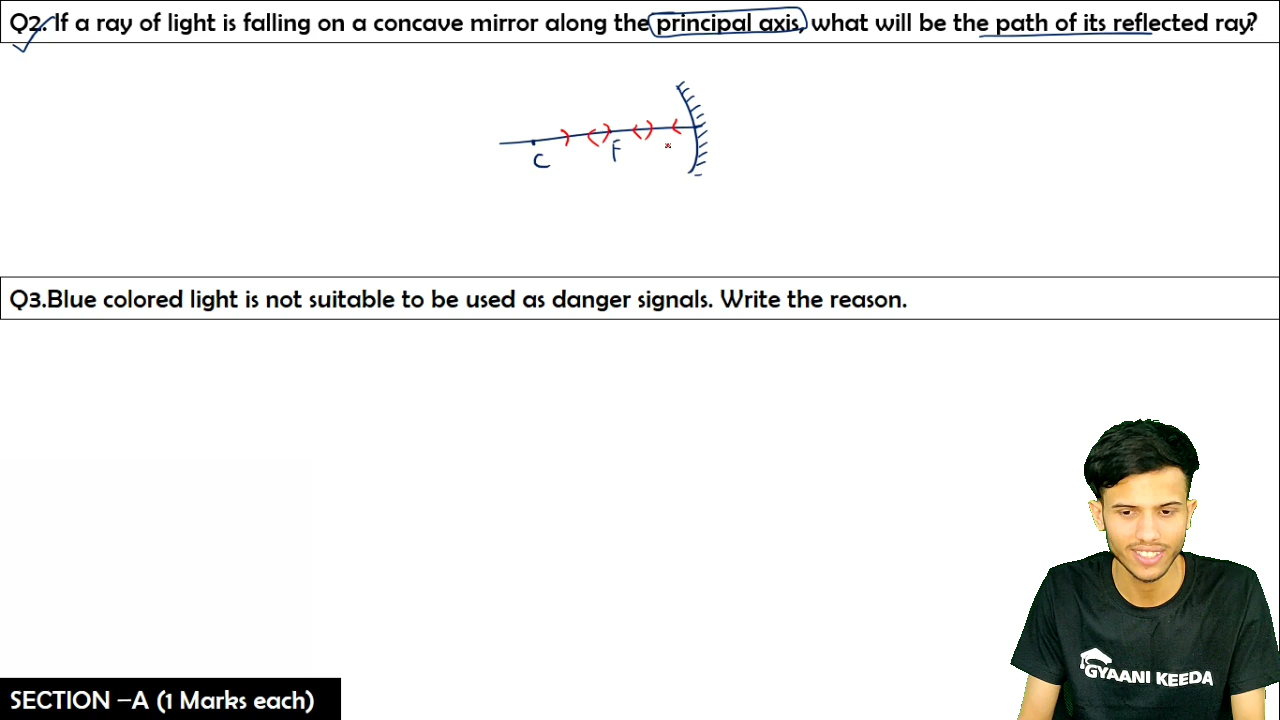 Q2. If a ray of light is falling on a concave mirror along the principal axis, what will be the path of its reflected ray?
C F
Q3.Blue colored light is not suitable to be used as danger signals. Write the reason.
GYAANI KEEDA
SECTION –A (1 Marks each)